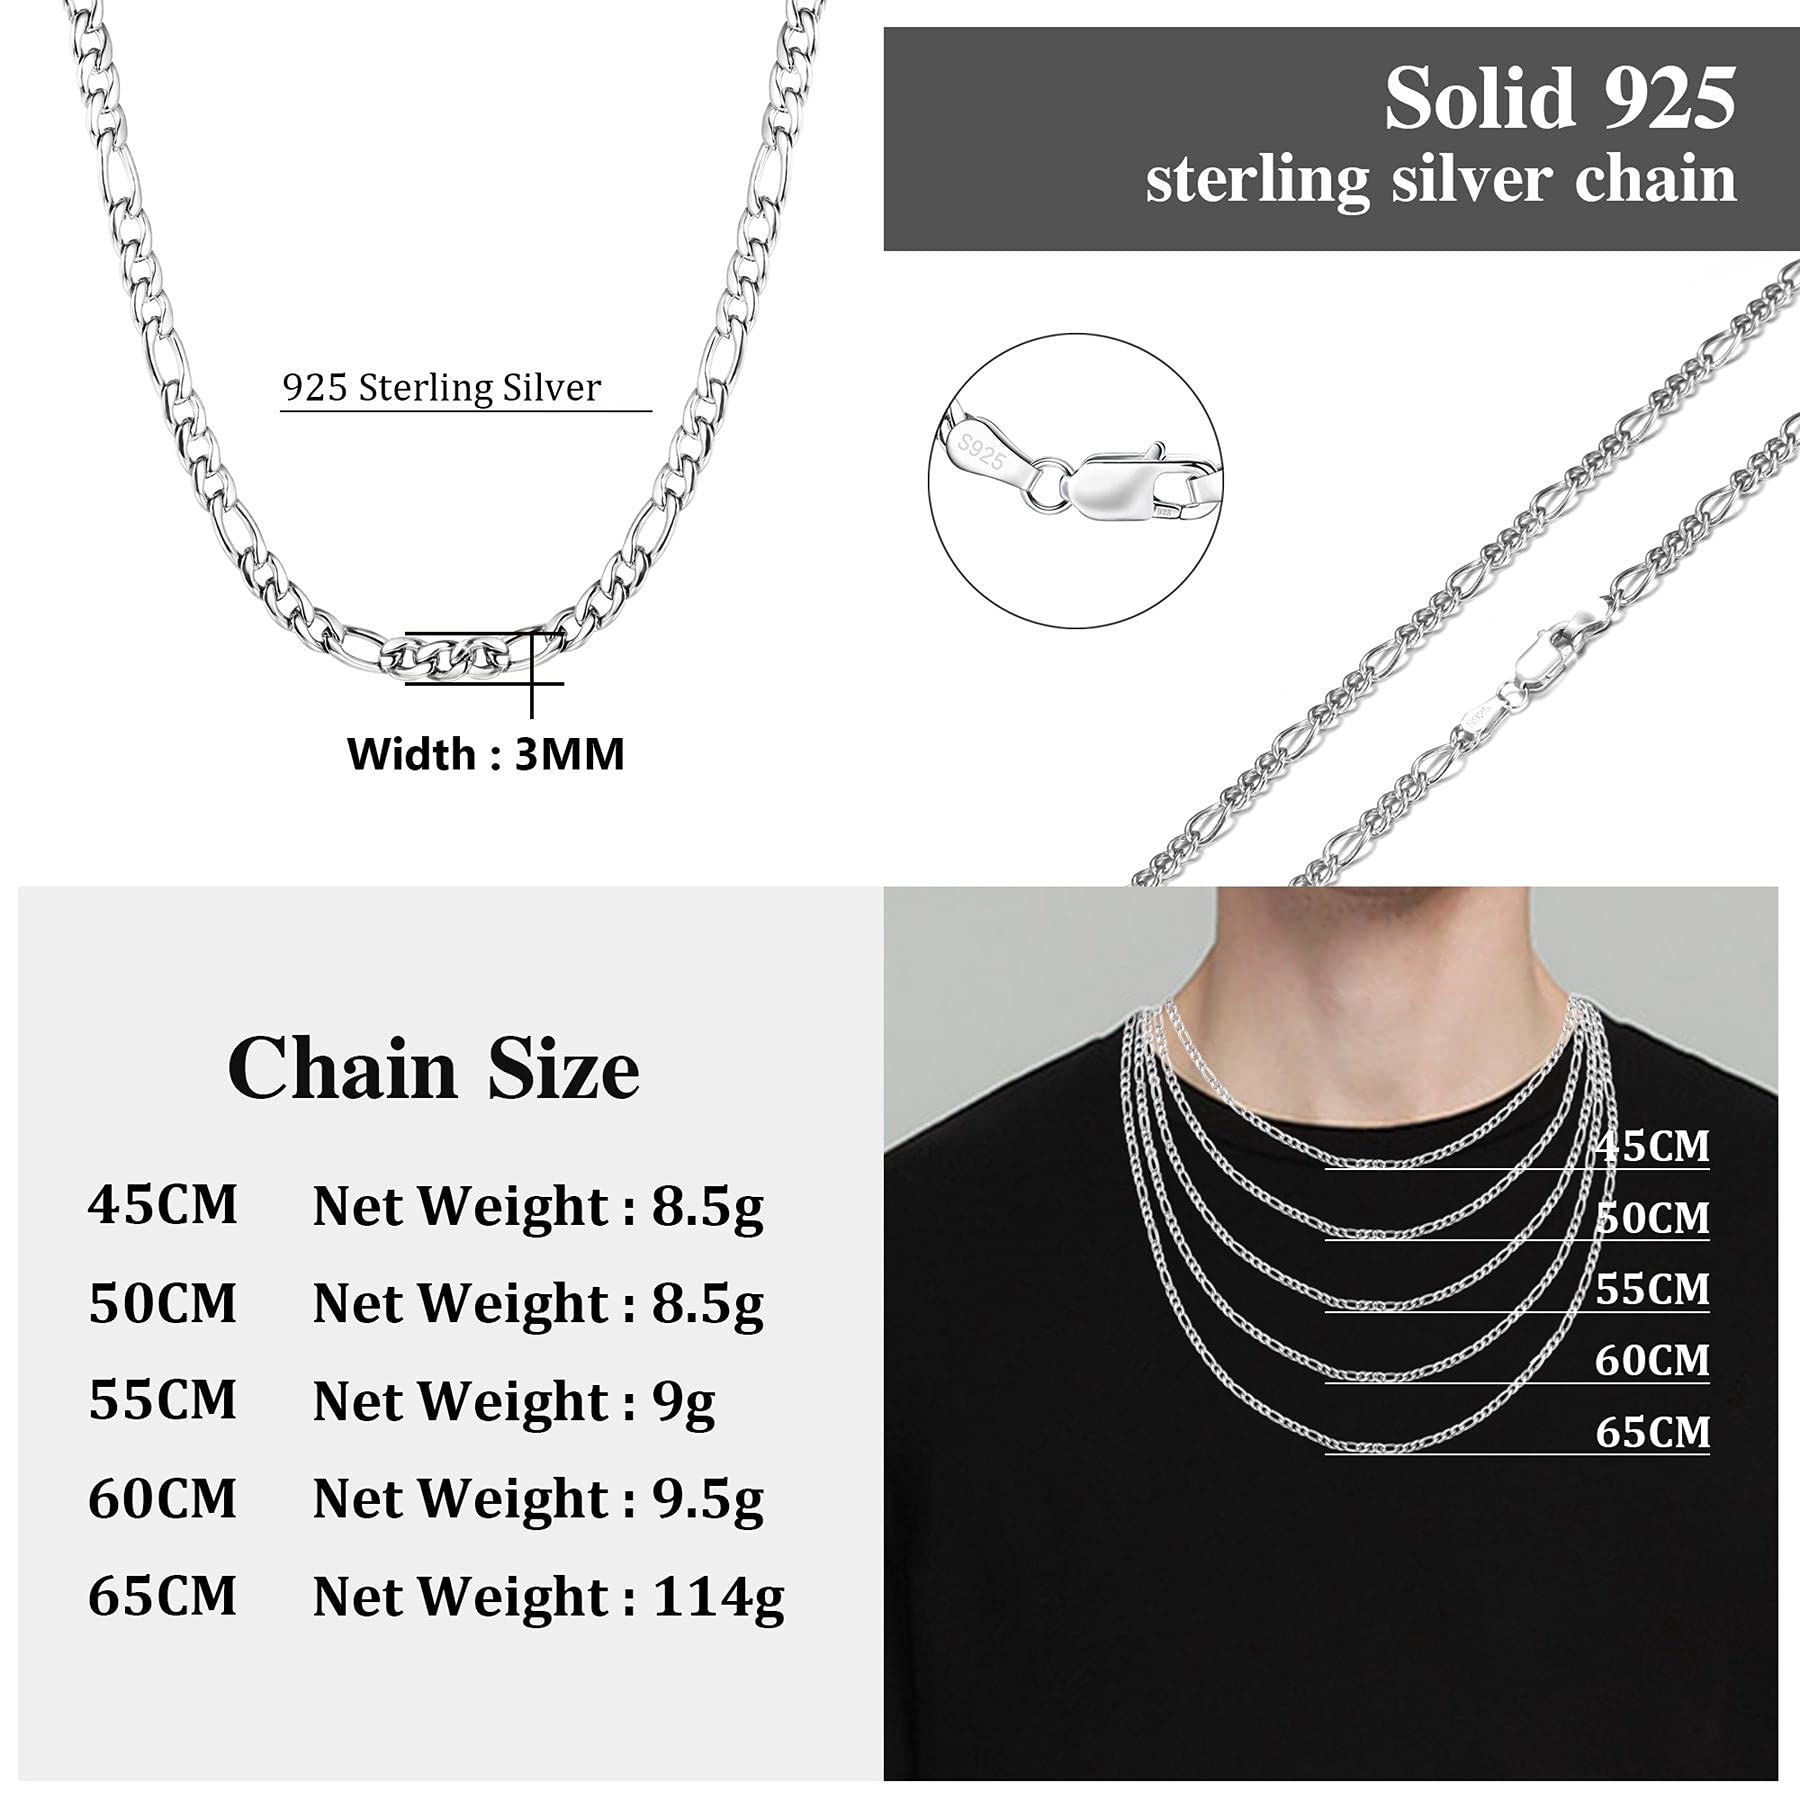 Solid 925
sterling silver chain
925 Sterling Silver
S925
925
S925
Width : 3MM
Chain Size
45CM Net Weight : 8.5g
50CM Net Weight : 8.5g
55CM Net Weight : 9g
60CM Net Weight : 9.5g
65CM Net Weight : 114g
45CM
50CM
55CM
60CM
65CM